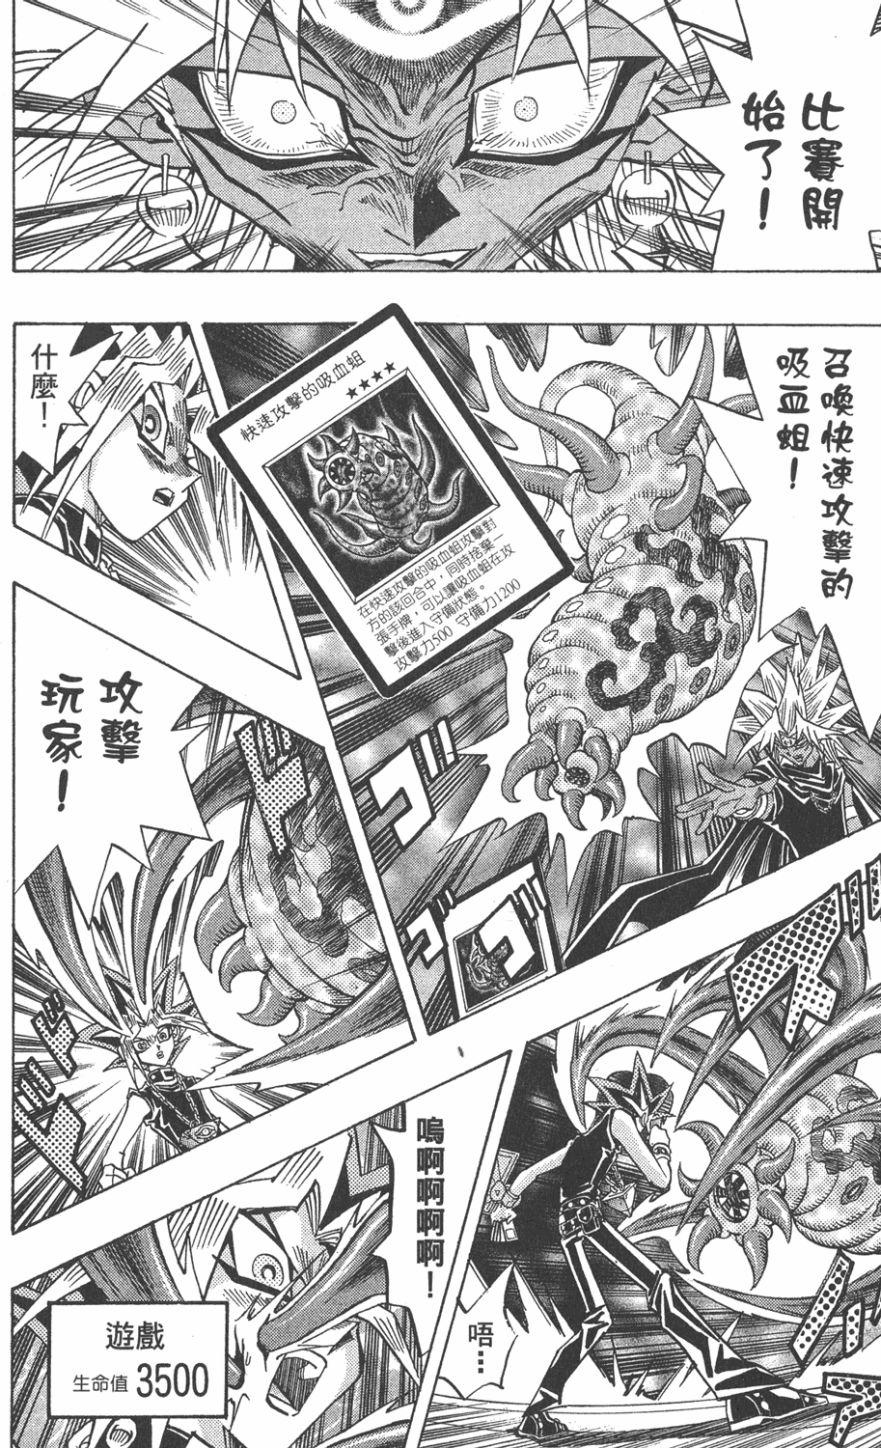 比賽開
始了！
召喚快速攻擊的
吸血蛆！
快速攻擊的吸血蛆
★★★★
在快速攻擊的吸血蛆攻擊對
方的該回合中，同時捨棄一
張手牌，可以讓吸血蛆在攻
擊後進入守備狀態。
攻擊力500 守備力1200
什麼！
ゴ!!
ゴ!!
攻擊
玩家！
唔…
嗚啊啊啊啊！
遊戲
生命值 3500